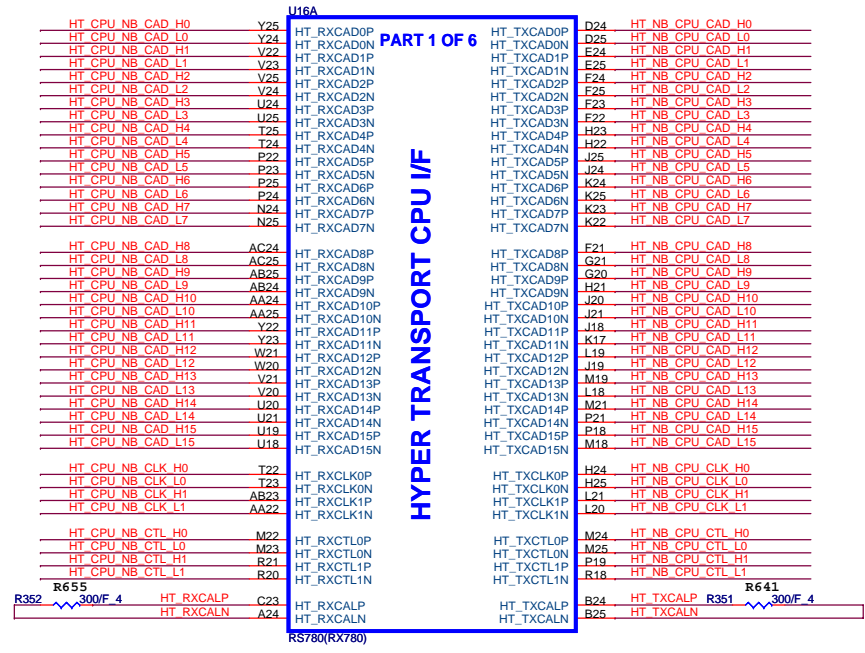 U16A
PART 1 OF 6
HYPER TRANSPORT CPU I/F
HT_CPU_NB_CAD_H0 Y25 HT_RXCAD0P HT_TXCAD0P D24 HT_NB_CPU_CAD_H0
HT_CPU_NB_CAD_L0 Y24 HT_RXCAD0N HT_TXCAD0N D25 HT_NB_CPU_CAD_L0
HT_CPU_NB_CAD_H1 V22 HT_RXCAD1P HT_TXCAD1P E24 HT_NB_CPU_CAD_H1
HT_CPU_NB_CAD_L1 V23 HT_RXCAD1N HT_TXCAD1N E25 HT_NB_CPU_CAD_L1
HT_CPU_NB_CAD_H2 V25 HT_RXCAD2P HT_TXCAD2P F24 HT_NB_CPU_CAD_H2
HT_CPU_NB_CAD_L2 V24 HT_RXCAD2N HT_TXCAD2N F25 HT_NB_CPU_CAD_L2
HT_CPU_NB_CAD_H3 U24 HT_RXCAD3P HT_TXCAD3P F23 HT_NB_CPU_CAD_H3
HT_CPU_NB_CAD_L3 U25 HT_RXCAD3N HT_TXCAD3N F22 HT_NB_CPU_CAD_L3
HT_CPU_NB_CAD_H4 T25 HT_RXCAD4P HT_TXCAD4P H23 HT_NB_CPU_CAD_H4
HT_CPU_NB_CAD_L4 T24 HT_RXCAD4N HT_TXCAD4N H22 HT_NB_CPU_CAD_L4
HT_CPU_NB_CAD_H5 P22 HT_RXCAD5P HT_TXCAD5P J25 HT_NB_CPU_CAD_H5
HT_CPU_NB_CAD_L5 P23 HT_RXCAD5N HT_TXCAD5N J24 HT_NB_CPU_CAD_L5
HT_CPU_NB_CAD_H6 P25 HT_RXCAD6P HT_TXCAD6P K24 HT_NB_CPU_CAD_H6
HT_CPU_NB_CAD_L6 P24 HT_RXCAD6N HT_TXCAD6N K25 HT_NB_CPU_CAD_L6
HT_CPU_NB_CAD_H7 N24 HT_RXCAD7P HT_TXCAD7P K23 HT_NB_CPU_CAD_H7
HT_CPU_NB_CAD_L7 N25 HT_RXCAD7N HT_TXCAD7N K22 HT_NB_CPU_CAD_L7
HT_CPU_NB_CAD_H8 AC24 HT_RXCAD8P HT_TXCAD8P F21 HT_NB_CPU_CAD_H8
HT_CPU_NB_CAD_L8 AC25 HT_RXCAD8N HT_TXCAD8N G21 HT_NB_CPU_CAD_L8
HT_CPU_NB_CAD_H9 AB25 HT_RXCAD9P HT_TXCAD9P G20 HT_NB_CPU_CAD_H9
HT_CPU_NB_CAD_L9 AB24 HT_RXCAD9N HT_TXCAD9N H21 HT_NB_CPU_CAD_L9
HT_CPU_NB_CAD_H10 AA24 HT_RXCAD10P HT_TXCAD10P J20 HT_NB_CPU_CAD_H10
HT_CPU_NB_CAD_L10 AA25 HT_RXCAD10N HT_TXCAD10N J21 HT_NB_CPU_CAD_L10
HT_CPU_NB_CAD_H11 Y22 HT_RXCAD11P HT_TXCAD11P J18 HT_NB_CPU_CAD_H11
HT_CPU_NB_CAD_L11 Y23 HT_RXCAD11N HT_TXCAD11N K17 HT_NB_CPU_CAD_L11
HT_CPU_NB_CAD_H12 W21 HT_RXCAD12P HT_TXCAD12P L19 HT_NB_CPU_CAD_H12
HT_CPU_NB_CAD_L12 W20 HT_RXCAD12N HT_TXCAD12N J19 HT_NB_CPU_CAD_L12
HT_CPU_NB_CAD_H13 V21 HT_RXCAD13P HT_TXCAD13P M19 HT_NB_CPU_CAD_H13
HT_CPU_NB_CAD_L13 V20 HT_RXCAD13N HT_TXCAD13N L18 HT_NB_CPU_CAD_L13
HT_CPU_NB_CAD_H14 U20 HT_RXCAD14P HT_TXCAD14P M21 HT_NB_CPU_CAD_H14
HT_CPU_NB_CAD_L14 U21 HT_RXCAD14N HT_TXCAD14N P21 HT_NB_CPU_CAD_L14
HT_CPU_NB_CAD_H15 U19 HT_RXCAD15P HT_TXCAD15P P18 HT_NB_CPU_CAD_H15
HT_CPU_NB_CAD_L15 U18 HT_RXCAD15N HT_TXCAD15N M18 HT_NB_CPU_CAD_L15
HT_CPU_NB_CLK_H0 T22 HT_RXCLK0P HT_TXCLK0P H24 HT_NB_CPU_CLK_H0
HT_CPU_NB_CLK_L0 T23 HT_RXCLK0N HT_TXCLK0N H25 HT_NB_CPU_CLK_L0
HT_CPU_NB_CLK_H1 AB23 HT_RXCLK1P HT_TXCLK1P L21 HT_NB_CPU_CLK_H1
HT_CPU_NB_CLK_L1 AA22 HT_RXCLK1N HT_TXCLK1N L20 HT_NB_CPU_CLK_L1
HT_CPU_NB_CTL_H0 M22 HT_RXCTL0P HT_TXCTL0P M24 HT_NB_CPU_CTL_H0
HT_CPU_NB_CTL_L0 M23 HT_RXCTL0N HT_TXCTL0N M25 HT_NB_CPU_CTL_L0
HT_CPU_NB_CTL_H1 R21 HT_RXCTL1P HT_TXCTL1P P19 HT_NB_CPU_CTL_H1
HT_CPU_NB_CTL_L1 R20 HT_RXCTL1N HT_TXCTL1N R18 HT_NB_CPU_CTL_L1
R655 R641
R352 300/F_4 HT_RXCALP C23 HT_RXCALP HT_TXCALP B24 HT_TXCALP R351 300/F_4
HT_RXCALN A24 HT_RXCALN HT_TXCALN B25 HT_TXCALN
RS780(RX780)